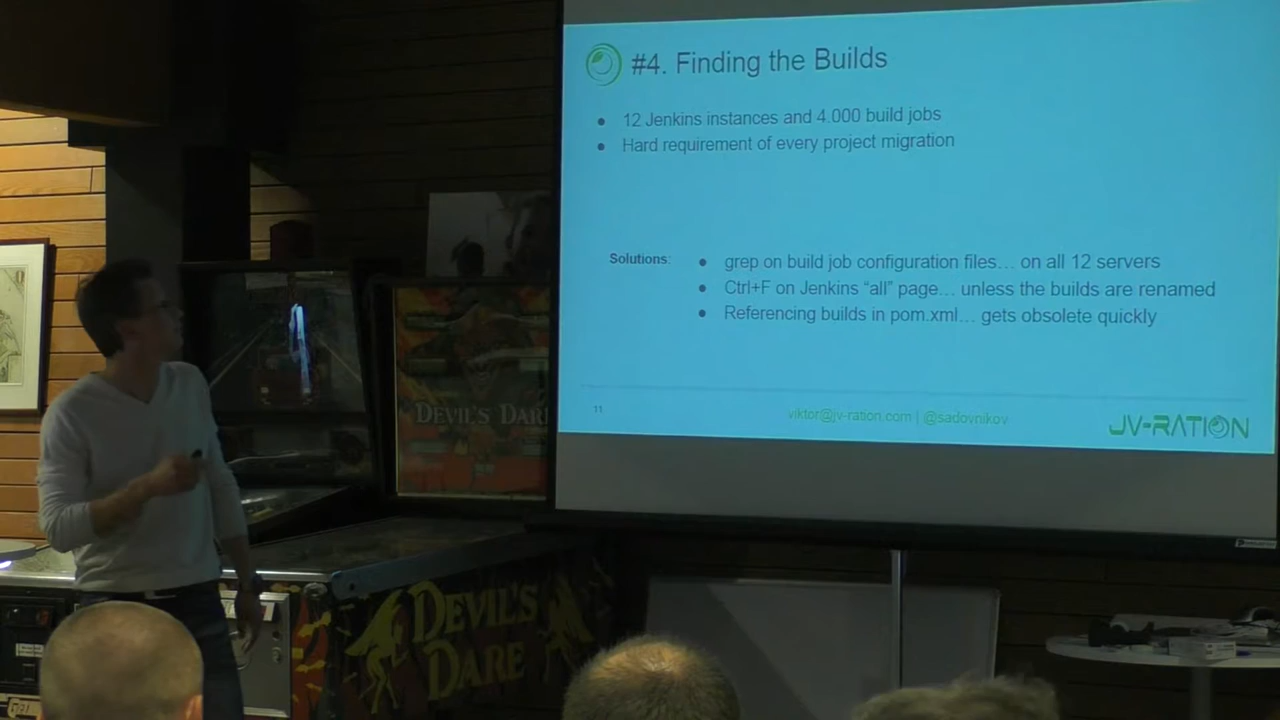 #4. Finding the Builds
12 Jenkins instances and 4.000 build jobs
Hard requirement of every project migration
Solutions:
grep on build job configuration files... on all 12 servers
Ctrl+F on Jenkins “all” page... unless the builds are renamed
Referencing builds in pom.xml... gets obsolete quickly
11
viktor@jv-ration.com | @sadovnikov
JV-RATION
DEVIL'S DARE
DEVIL'S
DARE